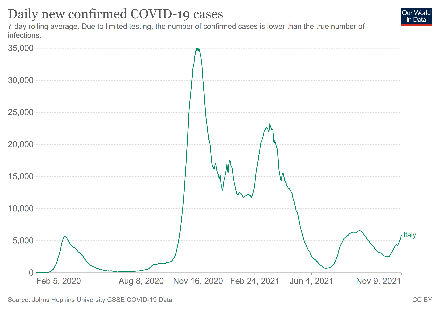 Daily new confirmed COVID-19 cases
Our World
in Data
7-day rolling average. Due to limited testing, the number of confirmed cases is lower than the true number of
infections.
35,000
30,000
25,000
20,000
15,000
10,000
5,000
Italy
0
Feb 5, 2020 Aug 8, 2020 Nov 16, 2020 Feb 24, 2021 Jun 4, 2021 Nov 9, 2021
Source: Johns Hopkins University CSSE COVID-19 Data CC BY